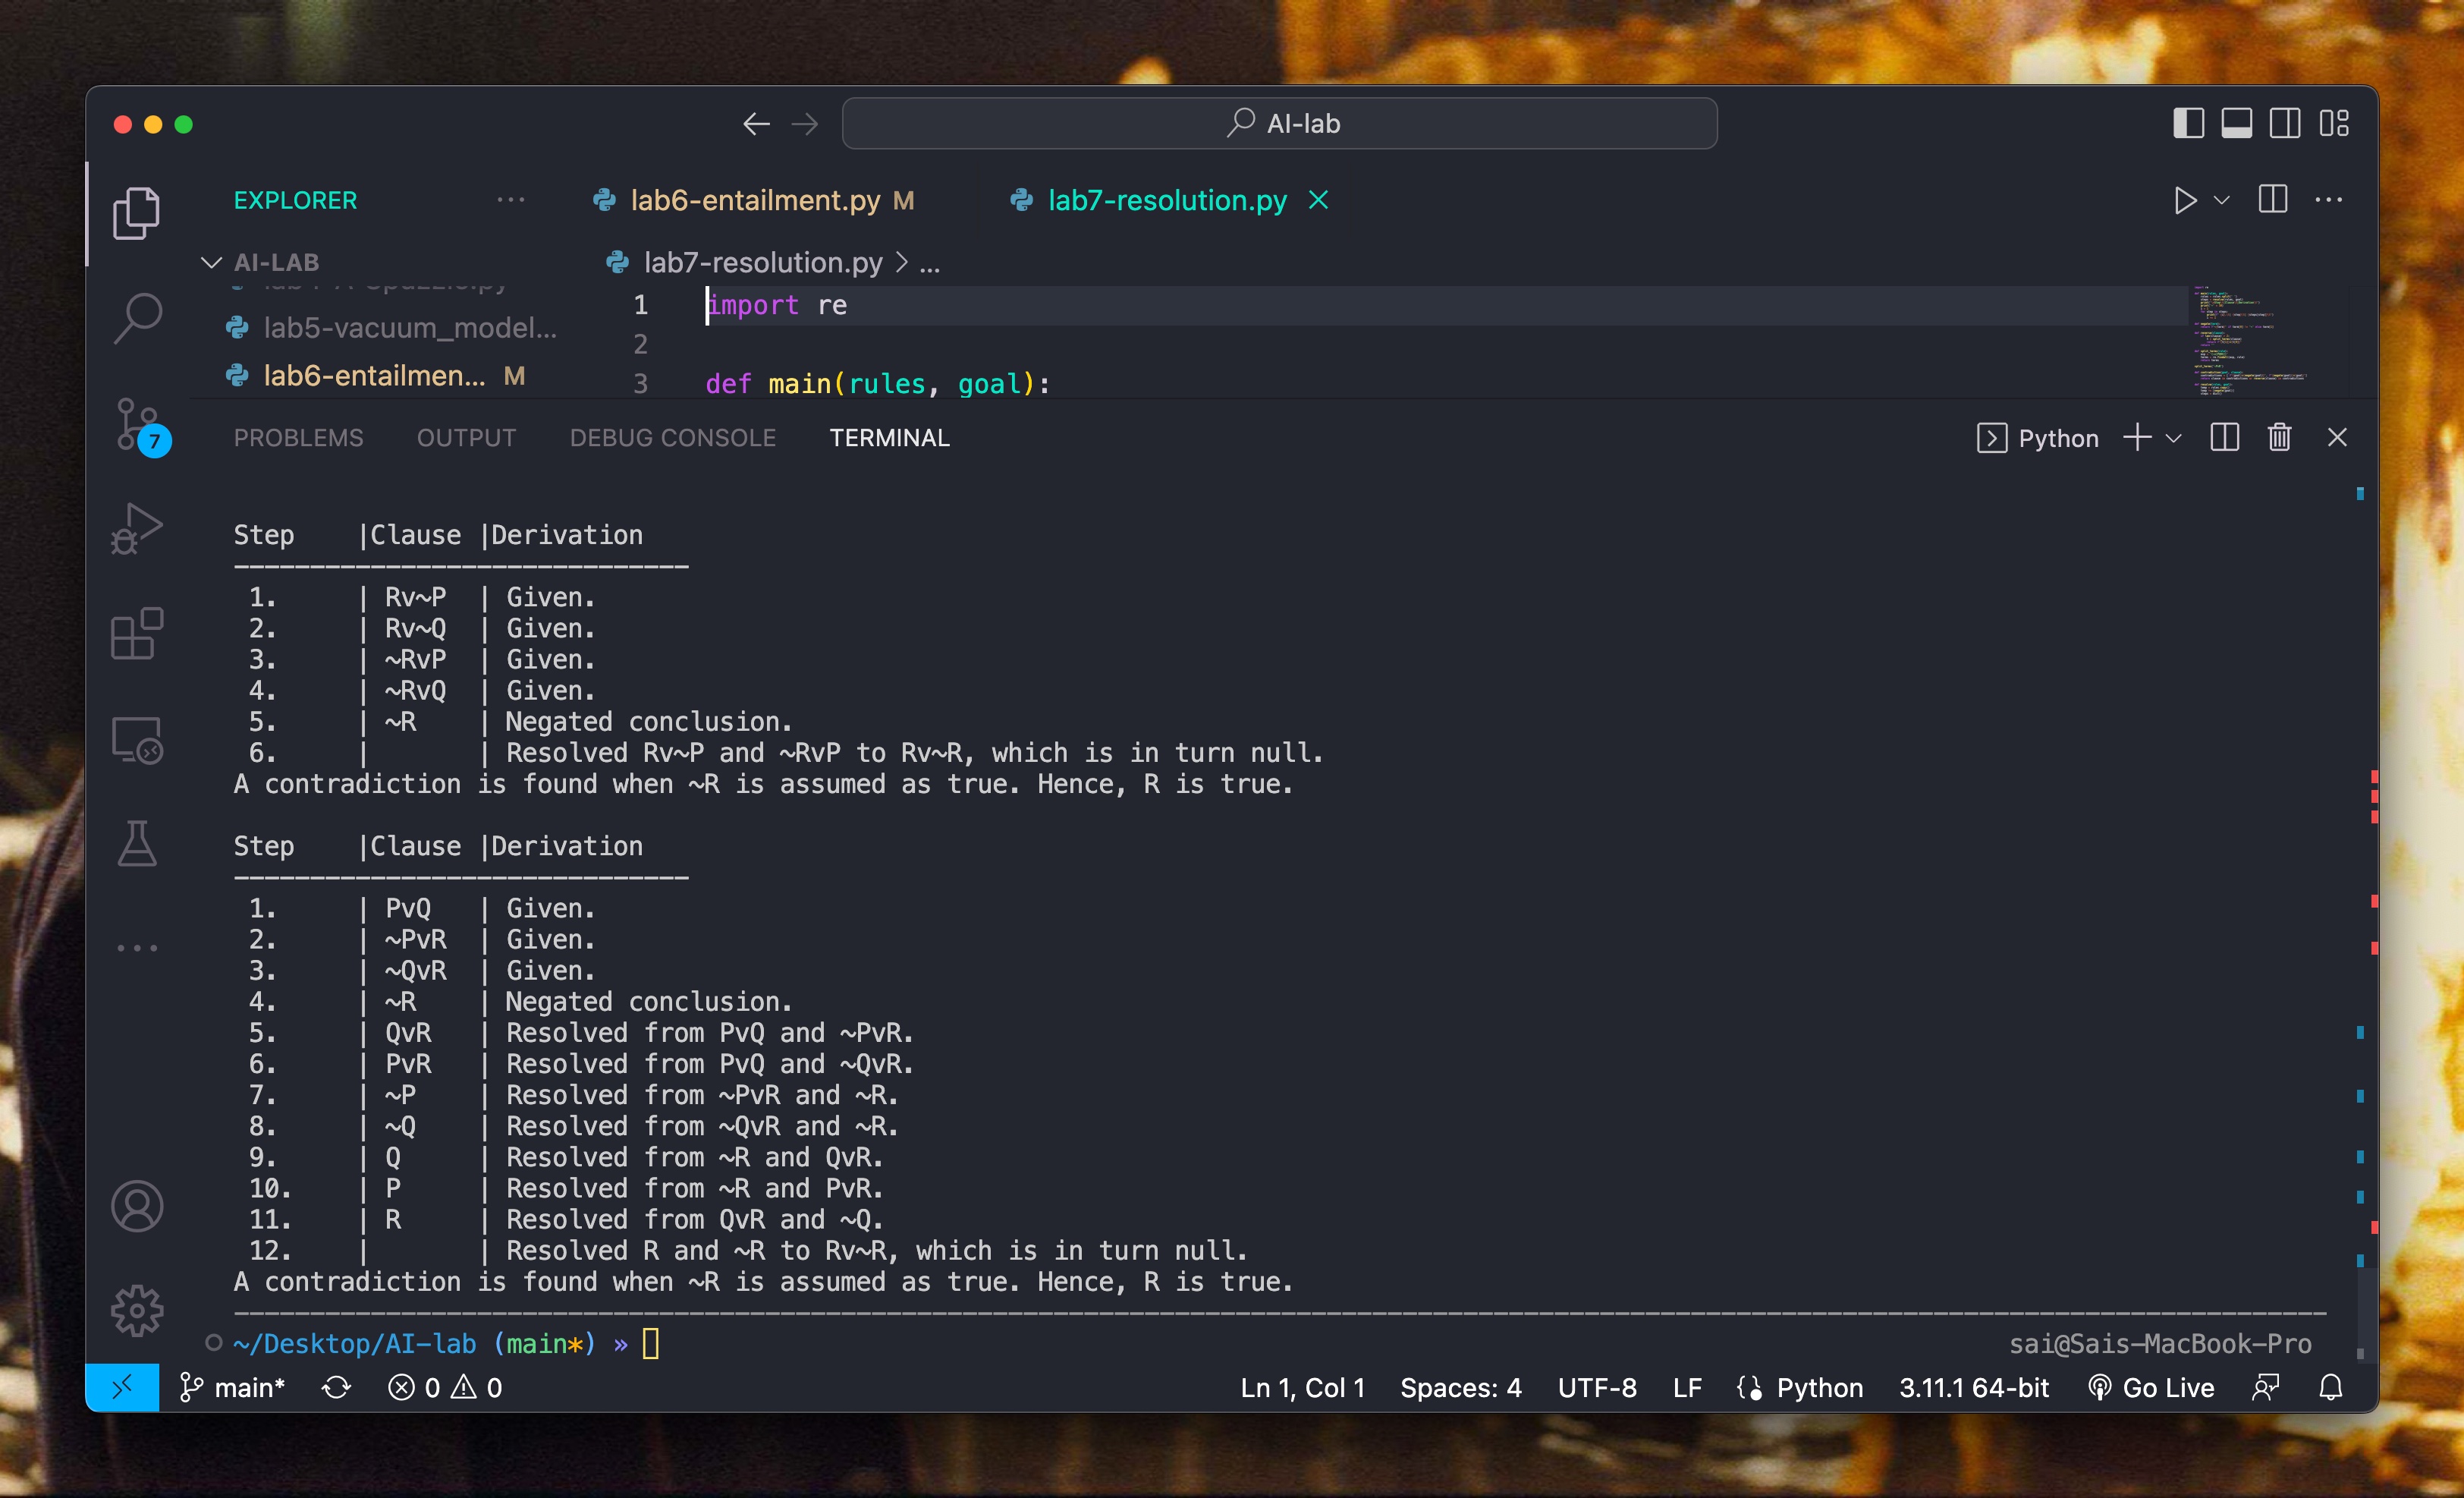 AI-lab
EXPLORER
lab6-entailment.py M
lab7-resolution.py
AI-LAB
lab7-resolution.py > ...
lab5-vacuum_model...
lab6-entailmen... M
1 import re
2
3 def main(rules, goal):
7
PROBLEMS OUTPUT DEBUG CONSOLE TERMINAL
Python
Step |Clause |Derivation
------------------------------
1. | Rv~P | Given.
2. | Rv~Q | Given.
3. | ~RvP | Given.
4. | ~RvQ | Given.
5. | ~R | Negated conclusion.
6. | | Resolved Rv~P and ~RvP to Rv~R, which is in turn null.
A contradiction is found when ~R is assumed as true. Hence, R is true.
Step |Clause |Derivation
------------------------------
1. | PvQ | Given.
2. | ~PvR | Given.
3. | ~QvR | Given.
4. | ~R | Negated conclusion.
5. | QvR | Resolved from PvQ and ~PvR.
6. | PvR | Resolved from PvQ and ~QvR.
7. | ~P | Resolved from ~PvR and ~R.
8. | ~Q | Resolved from ~QvR and ~R.
9. | Q | Resolved from ~R and QvR.
10. | P | Resolved from ~R and PvR.
11. | R | Resolved from QvR and ~Q.
12. | | Resolved R and ~R to Rv~R, which is in turn null.
A contradiction is found when ~R is assumed as true. Hence, R is true.
~/Desktop/AI-lab (main*) » sai@Sais-MacBook-Pro
main* 0 0 Ln 1, Col 1 Spaces: 4 UTF-8 LF Python 3.11.1 64-bit Go Live